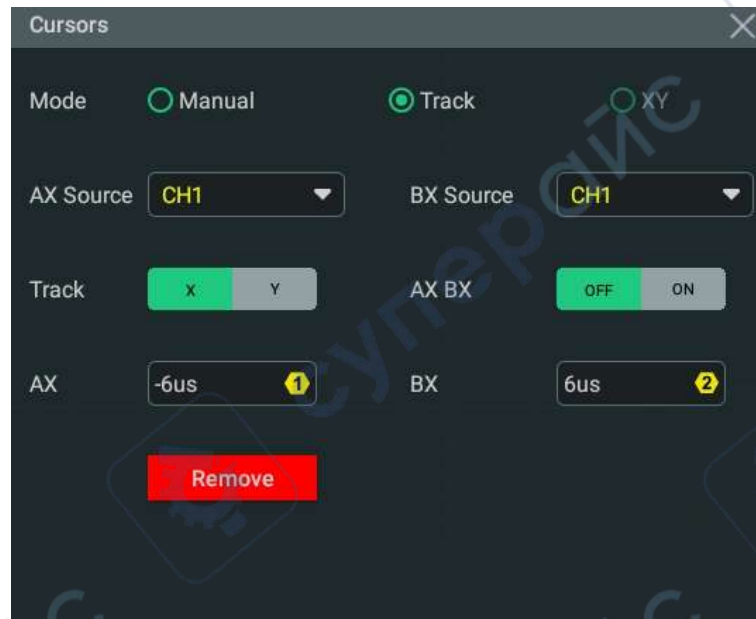 Cursors
Mode Manual Track XY
AX Source CH1 BX Source CH1
Track X Y AX BX OFF ON
AX -6us 1 BX 6us 2
Remove
суперайс